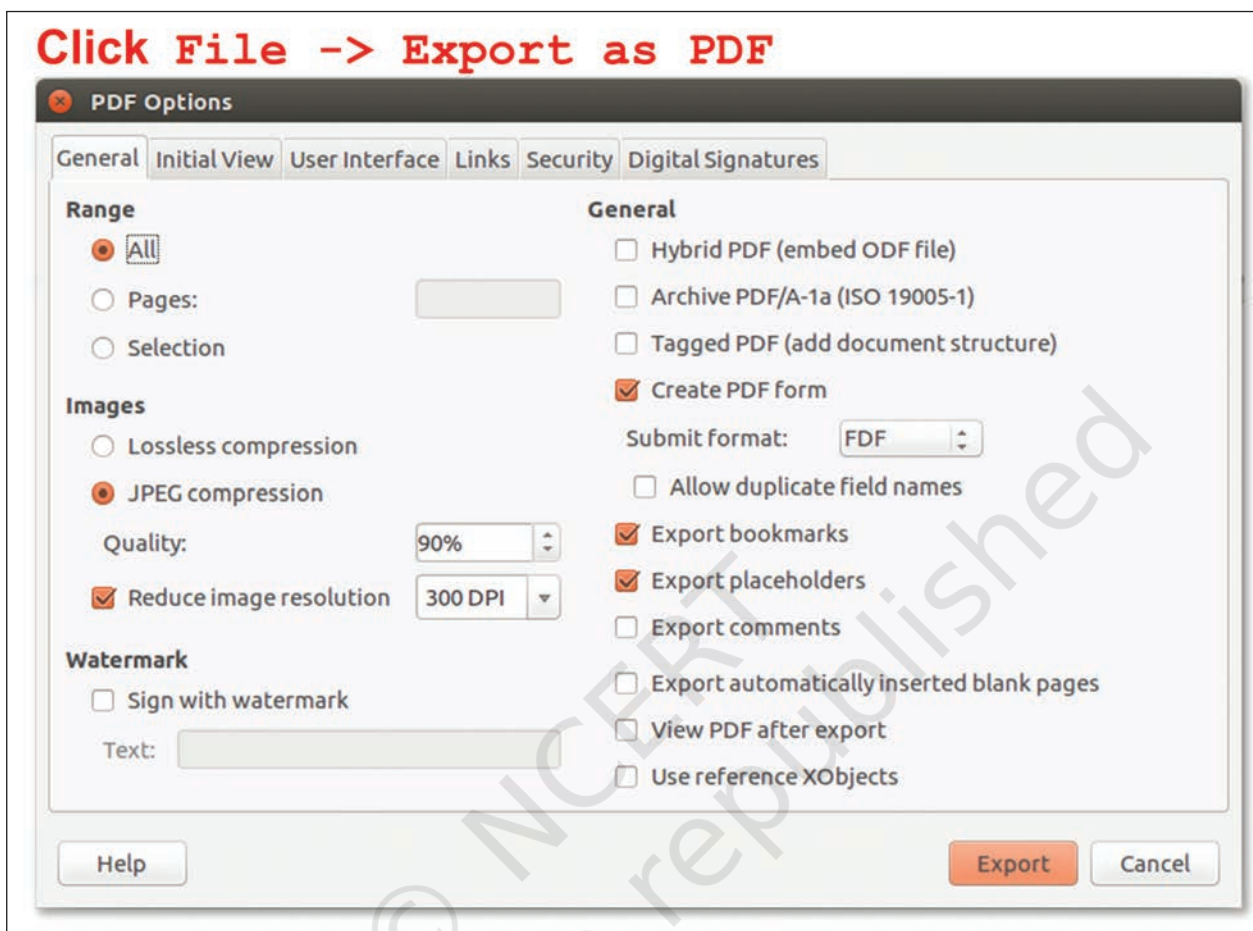 Click File -> Export as PDF
PDF Options
General Initial View User Interface Links Security Digital Signatures
Range
All
Pages:
Selection
Images
Lossless compression
JPEG compression
Quality: 90%
Reduce image resolution 300 DPI
Watermark
Sign with watermark
Text:
General
Hybrid PDF (embed ODF file)
Archive PDF/A-1a (ISO 19005-1)
Tagged PDF (add document structure)
Create PDF form
Submit format: FDF
Allow duplicate field names
Export bookmarks
Export placeholders
Export comments
Export automatically inserted blank pages
View PDF after export
Use reference XObjects
Help Export Cancel
© NCERT
republished